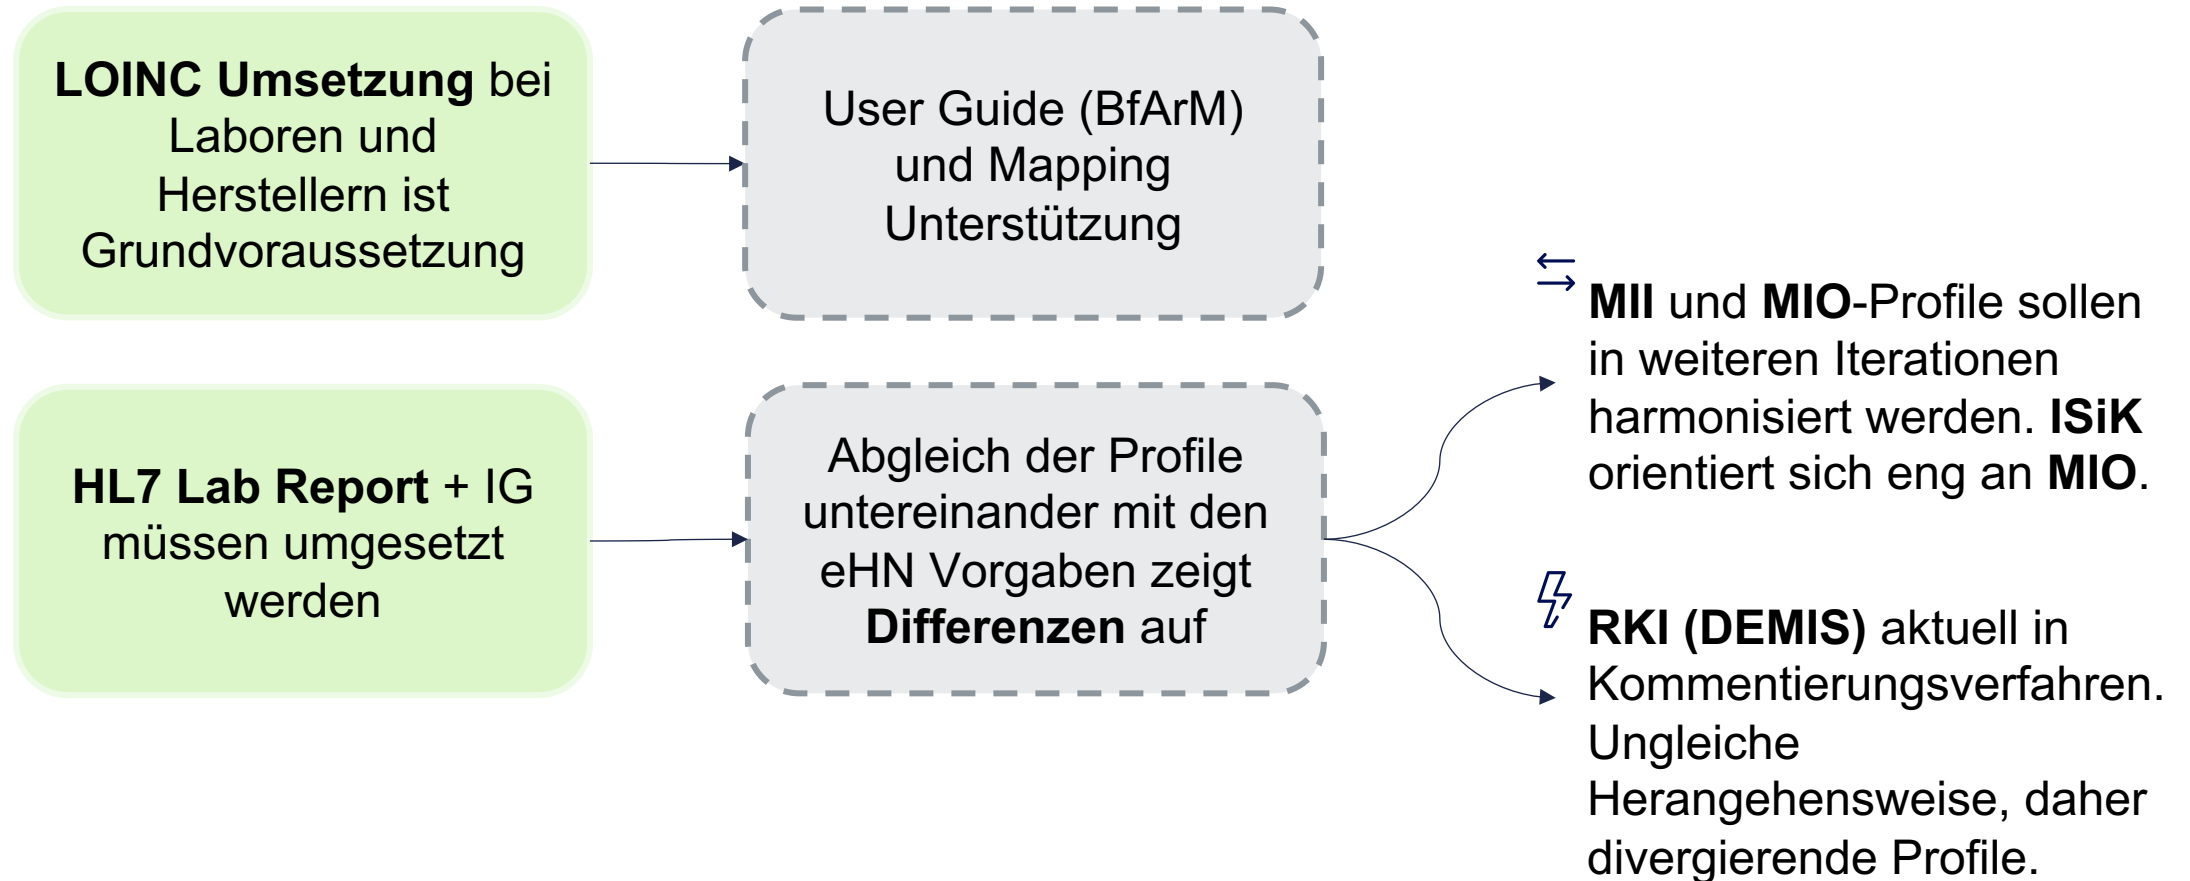 LOINC Umsetzung bei
Laboren und
Herstellern ist
Grundvoraussetzung
User Guide (BfArM)
und Mapping
Unterstützung
HL7 Lab Report + IG
müssen umgesetzt
werden
Abgleich der Profile
untereinander mit den
eHN Vorgaben zeigt
Differenzen auf
MII und MIO-Profile sollen
in weiteren Iterationen
harmonisiert werden. ISiK
orientiert sich eng an MIO.
RKI (DEMIS) aktuell in
Kommentierungsverfahren.
Ungleiche
Herangehensweise, daher
divergierende Profile.